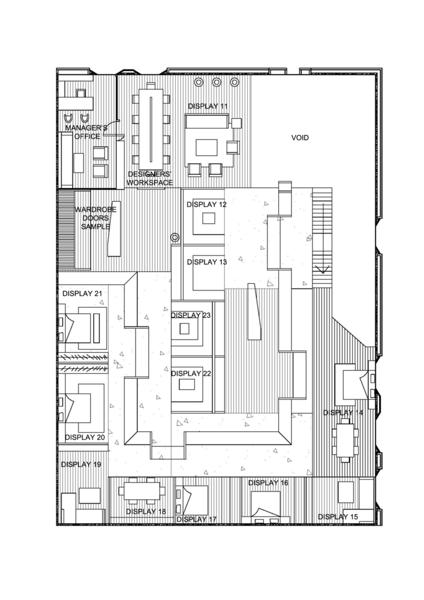 DISPLAY 11
VOID
MANAGER'S
OFFICE
DESIGNERS'
WORKSPACE
WARDROBE
DOORS
SAMPLE
DISPLAY 12
DISPLAY 13
DISPLAY 21
DISPLAY 23
DISPLAY 22
DISPLAY 14
DISPLAY 20
DISPLAY 19
DISPLAY 16
DISPLAY 18
DISPLAY 17
DISPLAY 15